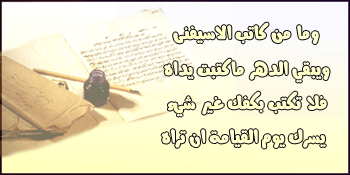 وما من كاتب الاسيفنى
ويبقي الدهر ماكتبت يداه
فلا تكتب بكفك غير شيء
يسرك يوم القيامة ان تراه